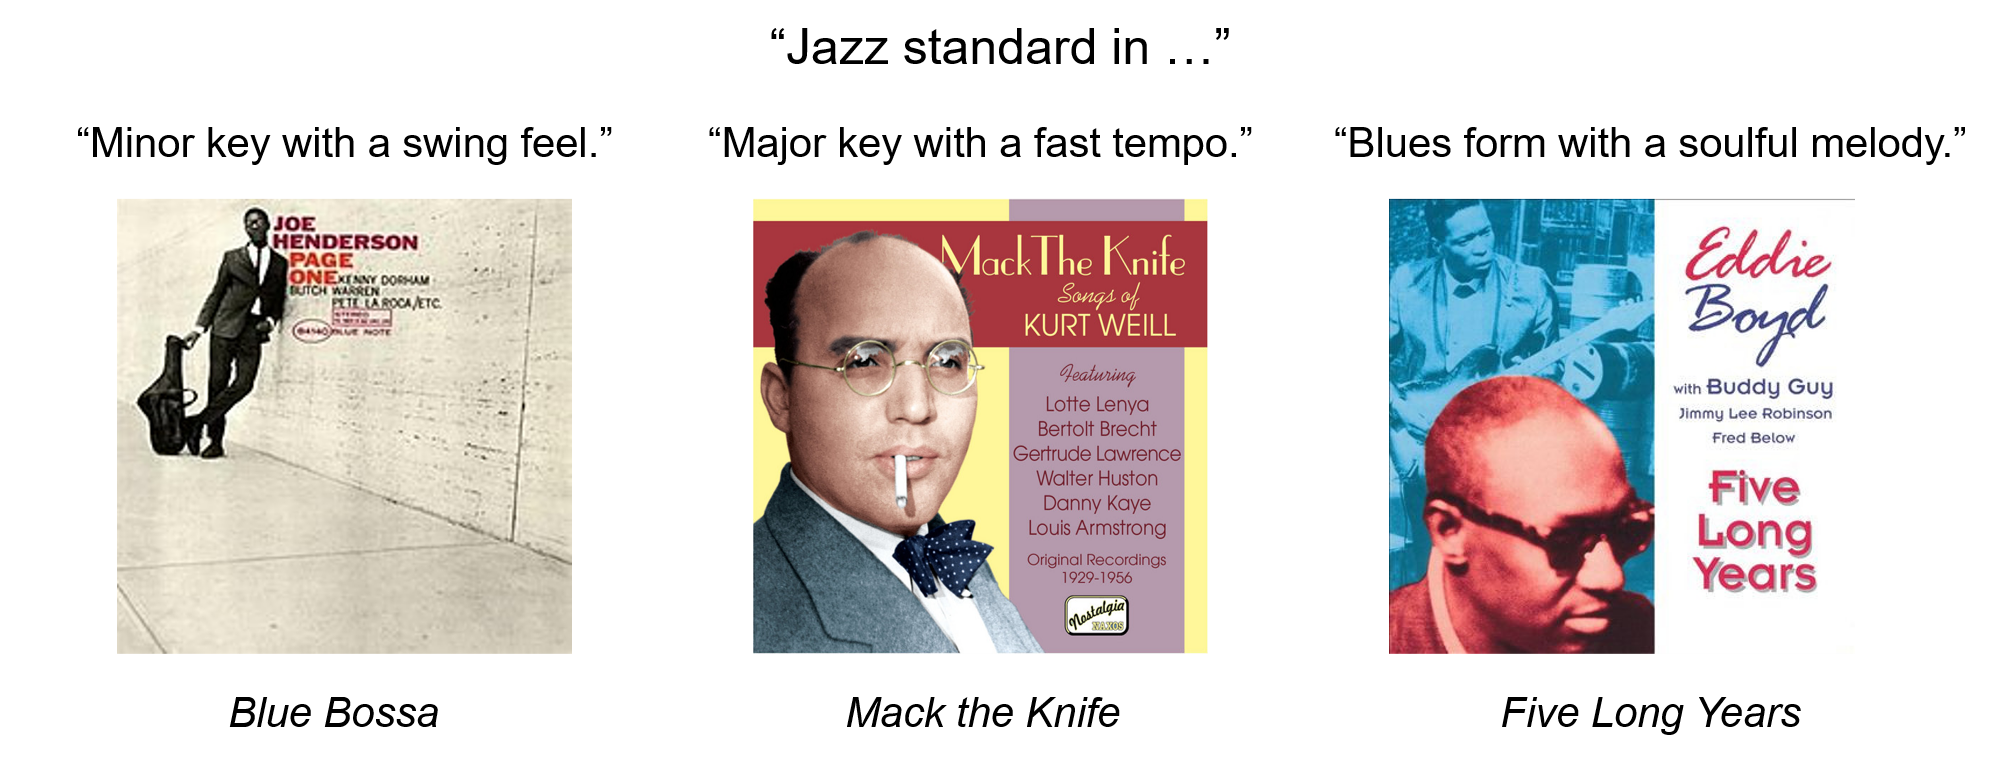 “Jazz standard in …”
“Minor key with a swing feel.”
“Major key with a fast tempo.”
“Blues form with a soulful melody.”
JOE
HENDERSON
PAGE
ONE KENNY DORHAM
BUTCH WARREN
PETE LA ROCA/ETC.
STEREO
84140 BLUE NOTE
Mack The Knife
Songs of
KURT WEILL
Featuring
Lotte Lenya
Bertolt Brecht
Gertrude Lawrence
Walter Huston
Danny Kaye
Louis Armstrong
Original Recordings
1929-1956
Nostalgia
NAXOS
Eddie
Boyd
with Buddy Guy
Jimmy Lee Robinson
Fred Below
Five
Long
Years
Blue Bossa
Mack the Knife
Five Long Years